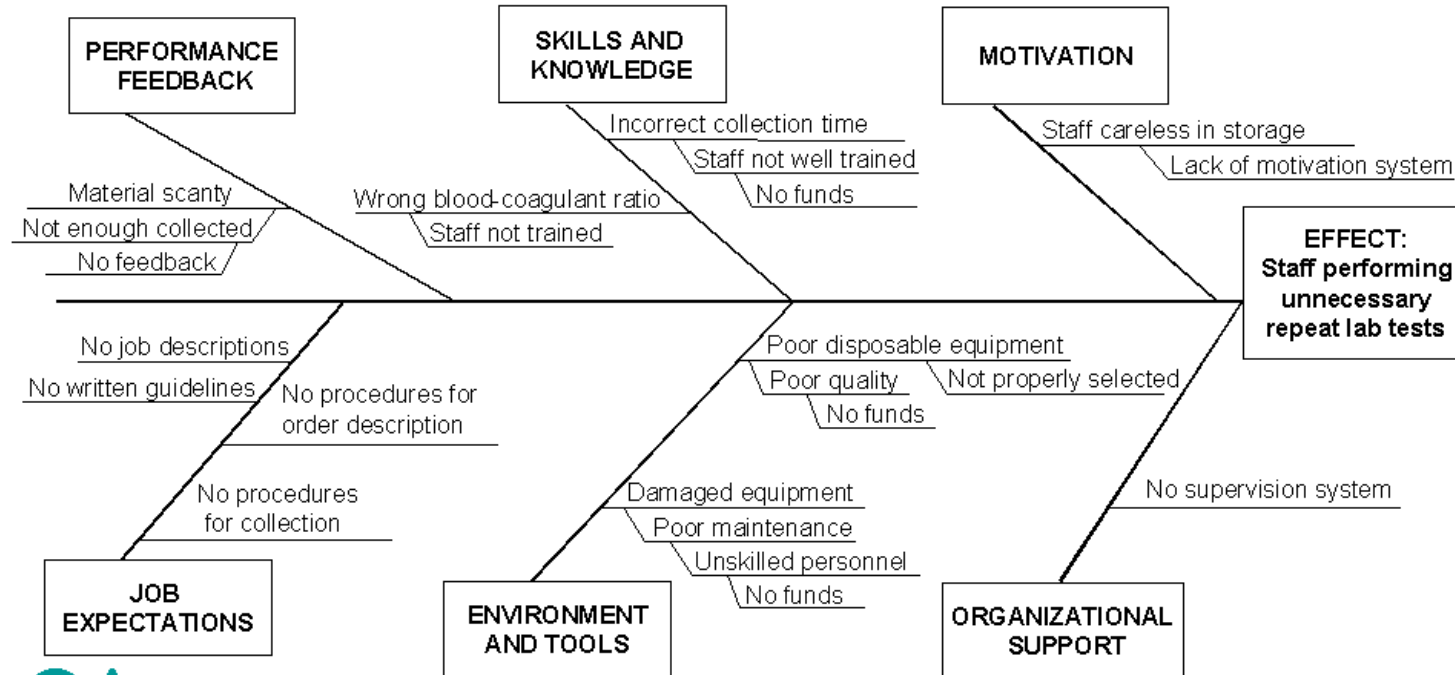 PERFORMANCE
FEEDBACK
SKILLS AND
KNOWLEDGE
MOTIVATION
Material scanty
Not enough collected
No feedback
Incorrect collection time
Staff not well trained
No funds
Wrong blood-coagulant ratio
Staff not trained
Staff careless in storage
Lack of motivation system
EFFECT:
Staff performing
unnecessary
repeat lab tests
No job descriptions
No written guidelines
No procedures for
order description
No procedures
for collection
Poor disposable equipment
Poor quality
Not properly selected
No funds
Damaged equipment
Poor maintenance
Unskilled personnel
No funds
No supervision system
JOB
EXPECTATIONS
ENVIRONMENT
AND TOOLS
ORGANIZATIONAL
SUPPORT